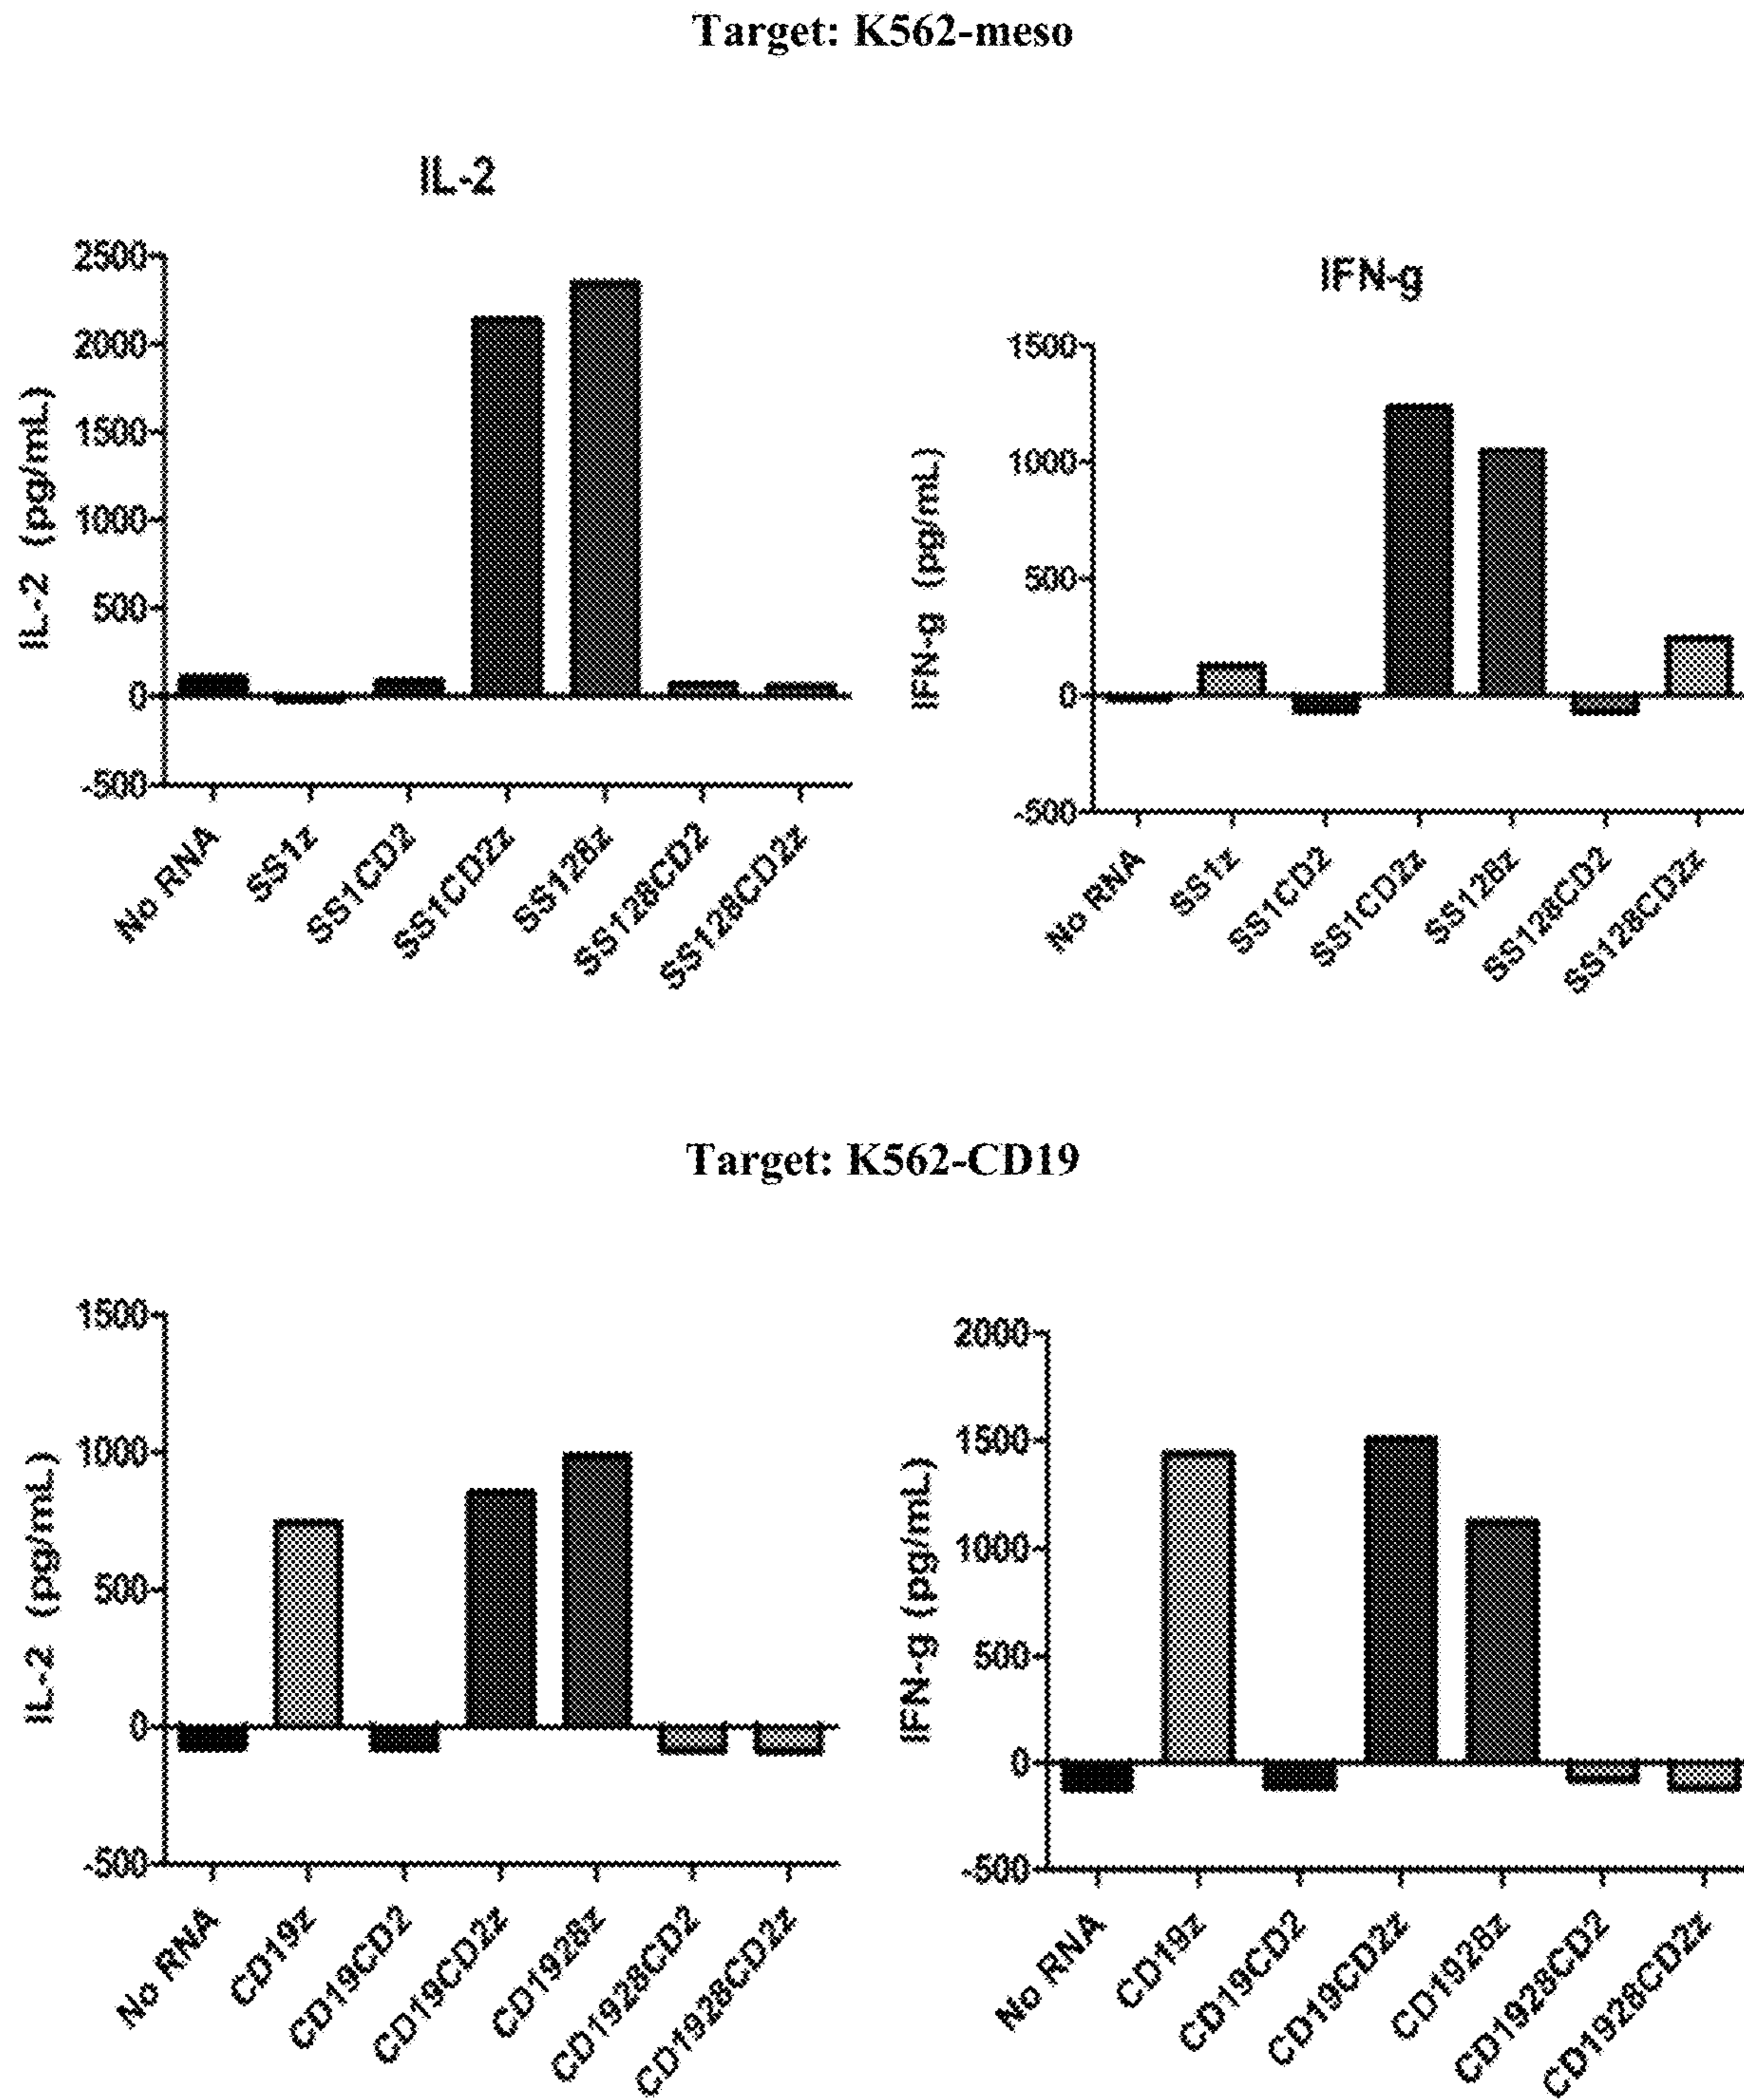 Target: K562-meso
IL-2
IL-2 (pg/mL)
2500
2000
1500
1000
500
0
-500
No RNA
SS1z
SS1CD2
SS1CD2z
SS128z
SS128CD2
SS128CD2z
IFN-g
IFN-g (pg/mL)
1500
1000
500
0
-500
No RNA
SS1z
SS1CD2
SS1CD2z
SS128z
SS128CD2
SS128CD2z
Target: K562-CD19
IL-2 (pg/mL)
1500
1000
500
0
-500
No RNA
CD19z
CD19CD2
CD19CD2z
CD1928z
CD1928CD2
CD1928CD2z
IFN-g (pg/mL)
2000
1500
1000
500
0
-500
No RNA
CD19z
CD19CD2
CD19CD2z
CD1928z
CD1928CD2
CD1928CD2z